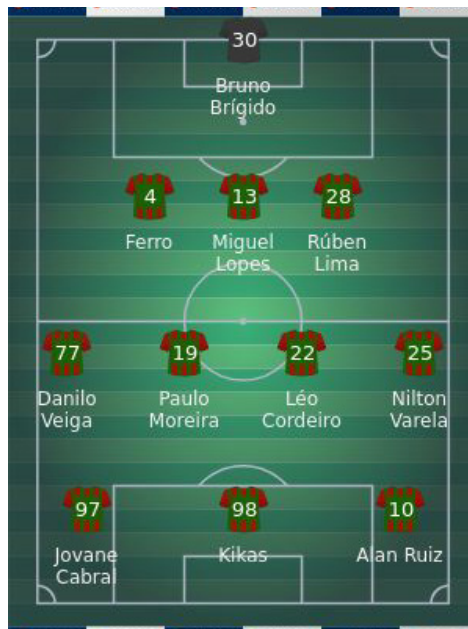 30
Bruno
Brígido
4 13 28
Ferro Miguel Rúben
Lopes Lima
77 19 22 25
Danilo Paulo Léo Nilton
Veiga Moreira Cordeiro Varela
97 98 10
Jovane Kikas Alan Ruiz
Cabral